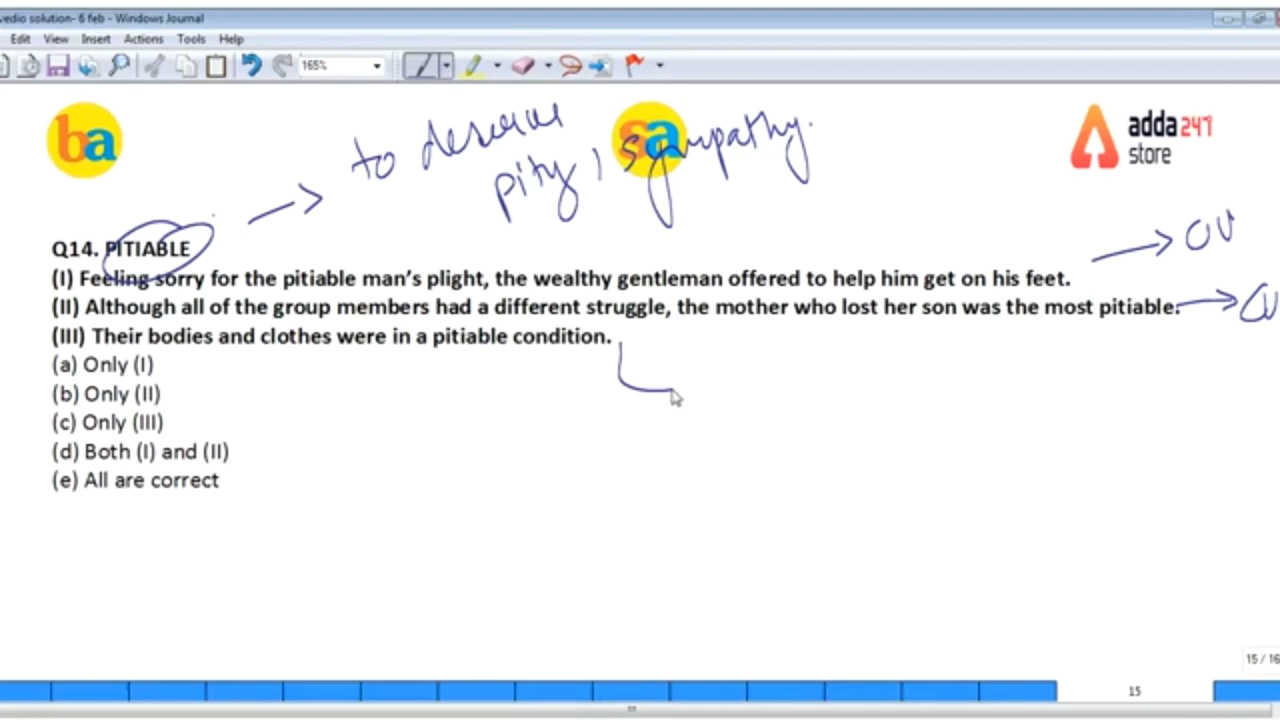 vedio solution- 6 feb - Windows Journal
Edit View Insert Actions Tools Help
165%
ba
sa
adda247
store
to deserve
pity, sympathy.
Q14. PITIABLE
(I) Feeling sorry for the pitiable man's plight, the wealthy gentleman offered to help him get on his feet.
(II) Although all of the group members had a different struggle, the mother who lost her son was the most pitiable.
(III) Their bodies and clothes were in a pitiable condition.
(a) Only (I)
(b) Only (II)
(c) Only (III)
(d) Both (I) and (II)
(e) All are correct
15 / 16
15